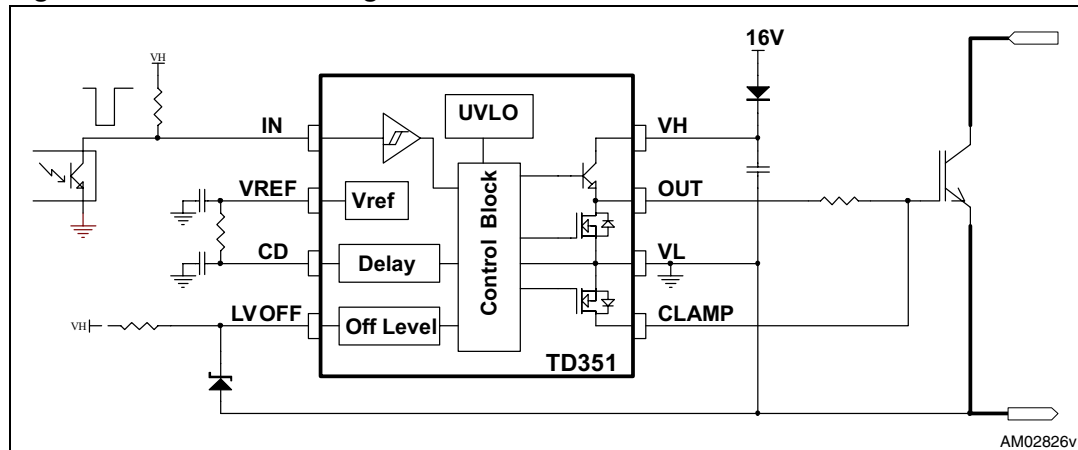 16V
VH
IN
UVLO
VH
VREF
Vref
OUT
Control Block
CD
Delay
VL
VH
LVOFF
Off Level
CLAMP
TD351
AM02826v